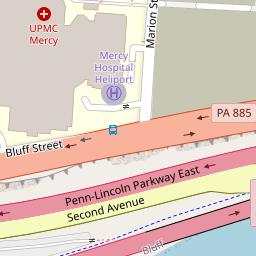 UPMC
Mercy
Mercy
Hospital
Heliport
H
Marion St
PA 885
Bluff Street
Penn-Lincoln Parkway East
Second Avenue
Bluff